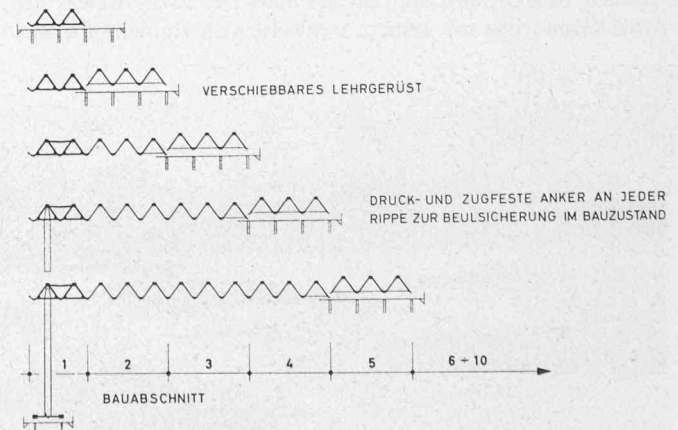 VERSCHIEBBARES LEHRGERÜST
DRUCK- UND ZUGFESTE ANKER AN JEDER
RIPPE ZUR BEULSICHERUNG IM BAUZUSTAND
1 2 3 4 5 6 ÷ 10
BAUABSCHNITT